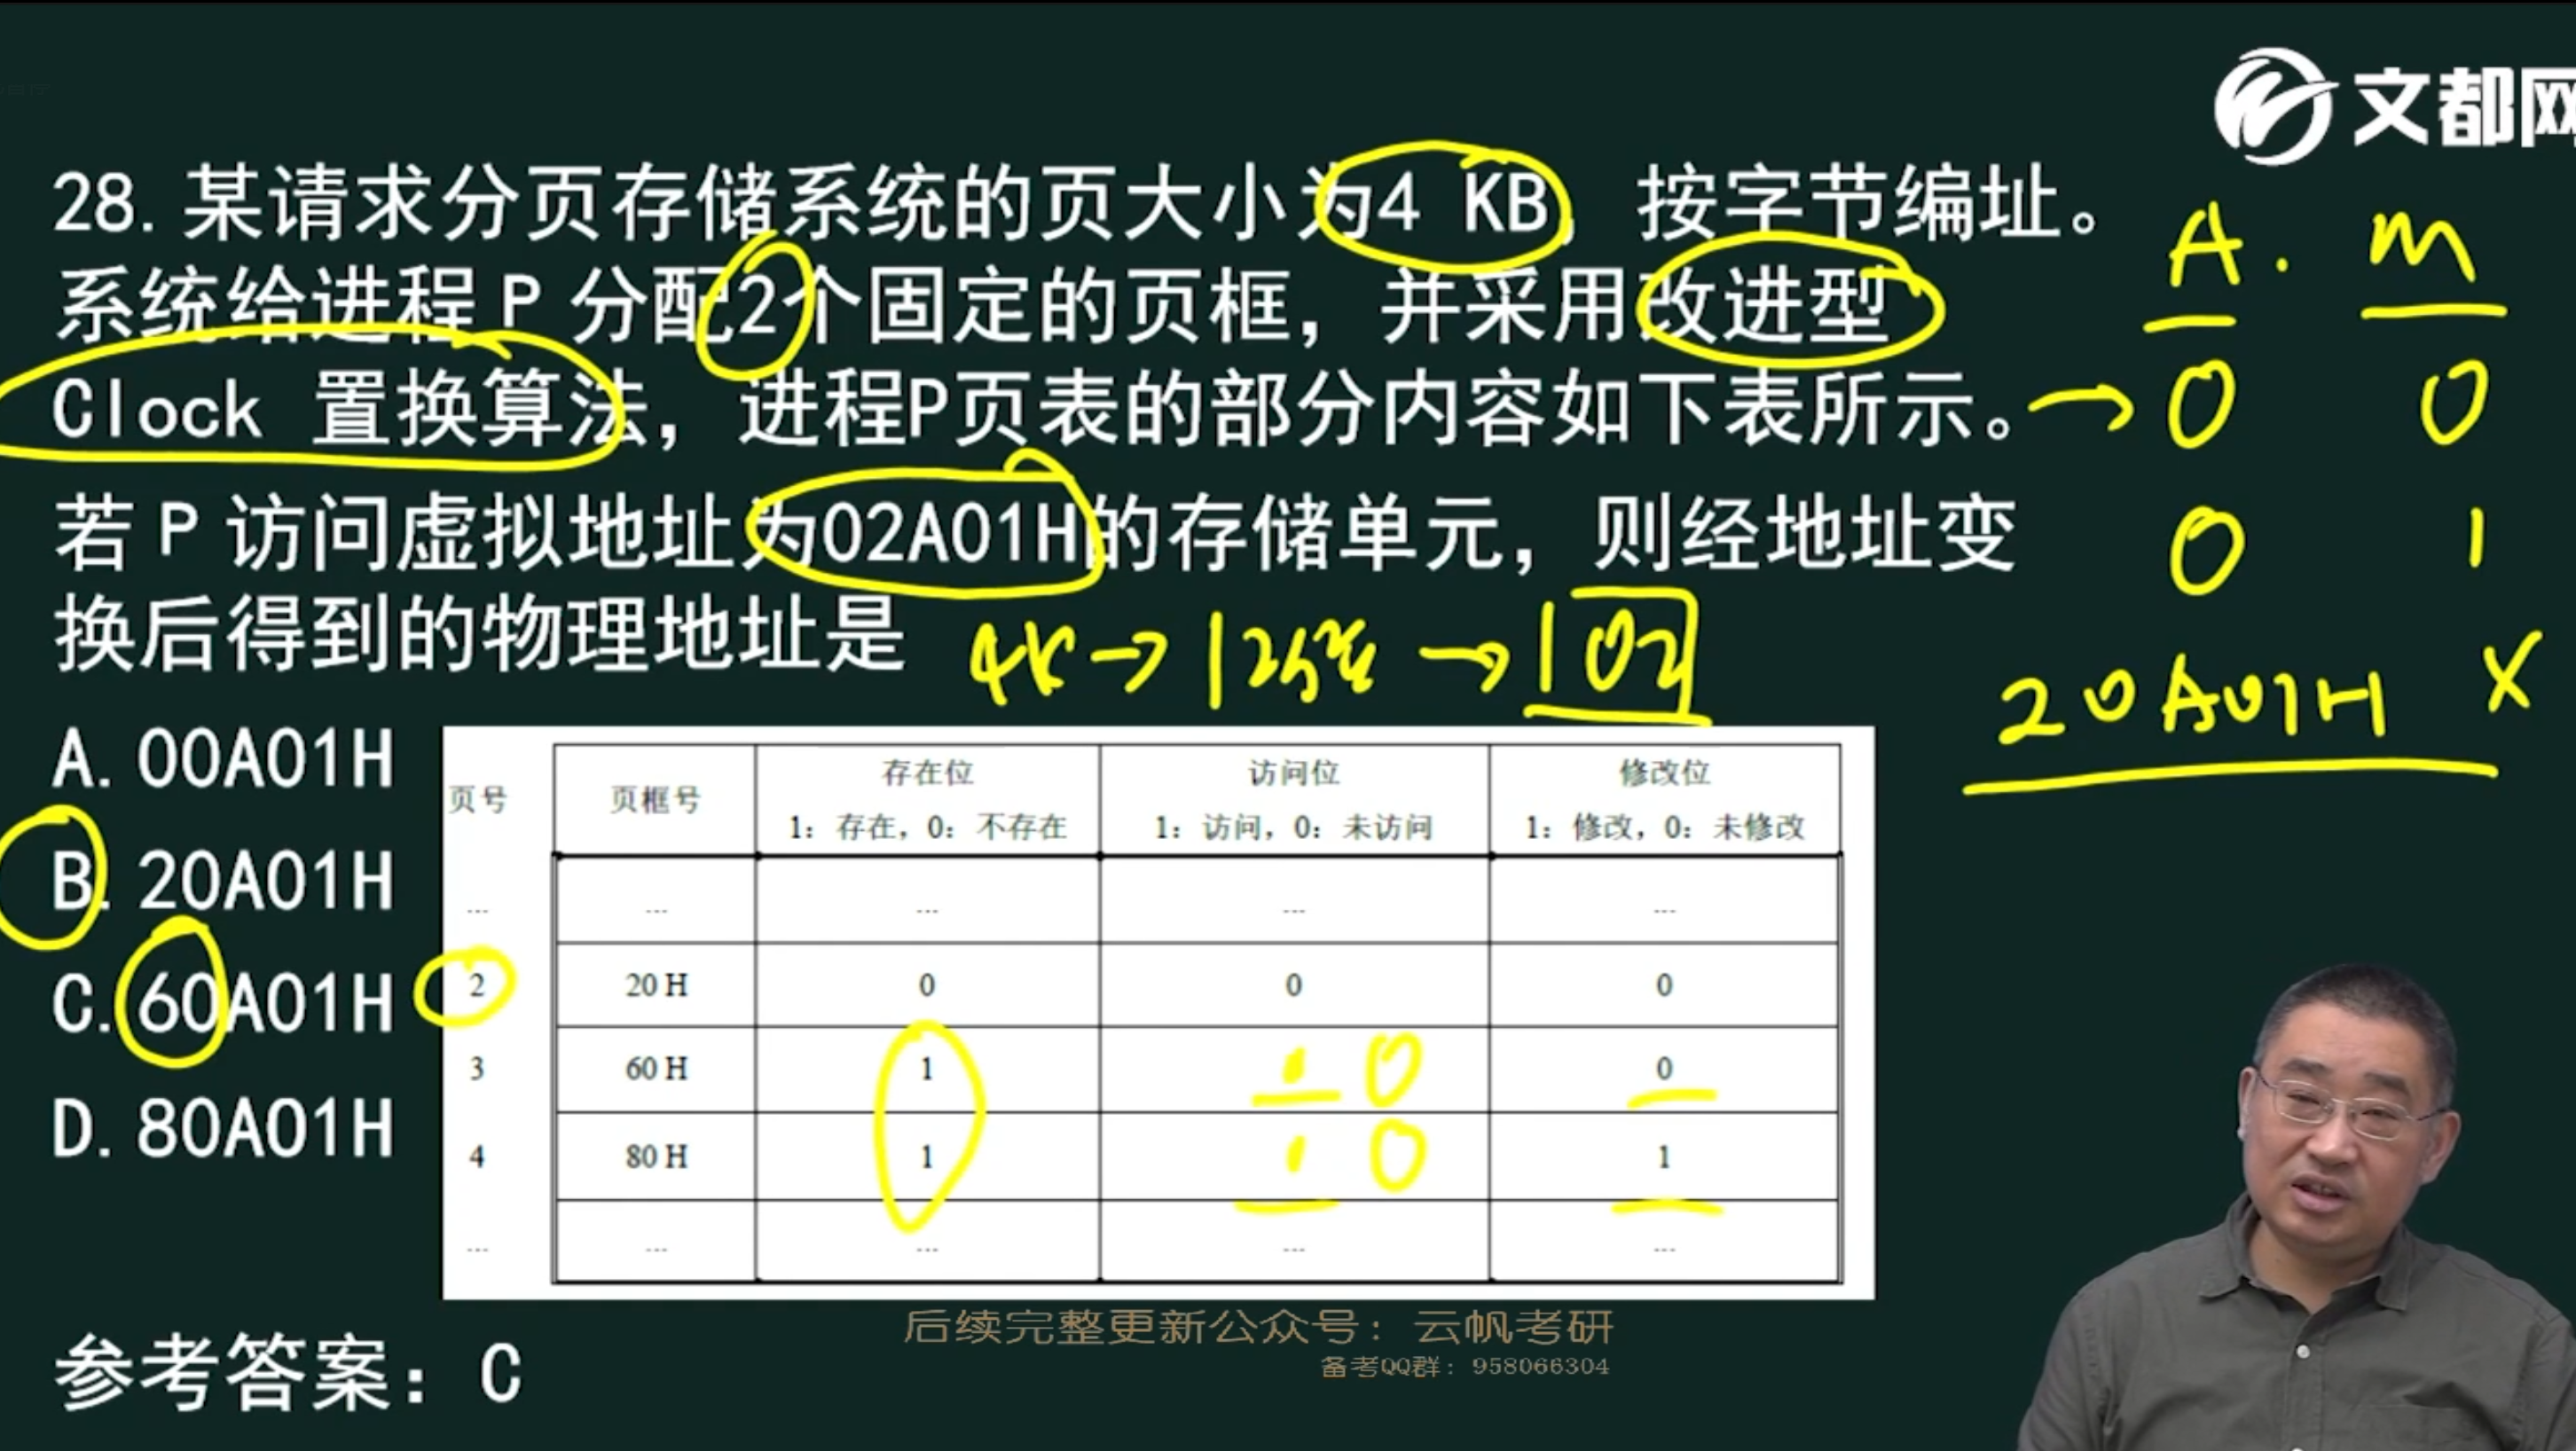 文都网
28. 某请求分页存储系统的页大小为4 KB, 按字节编址。
系统给进程 P 分配2个固定的页框，并采用改进型
Clock 置换算法，进程P页表的部分内容如下表所示。
若 P 访问虚拟地址为02A01H的存储单元，则经地址变
换后得到的物理地址是
A. 00A01H
B. 20A01H
C. 60A01H
D. 80A01H
A. M
→ 0 0
0 1
20A01H X
页号 页框号 存在位 访问位 修改位
1：存在，0：不存在 1：访问，0：未访问 1：修改，0：未修改
... ... ... ... ...
2 20 H 0 0 0
3 60 H 1 1 0 0
4 80 H 1 1 0 1
... ... ... ... ...
后续完整更新公众号：云帆考研
备考QQ群：958066304
参考答案：C